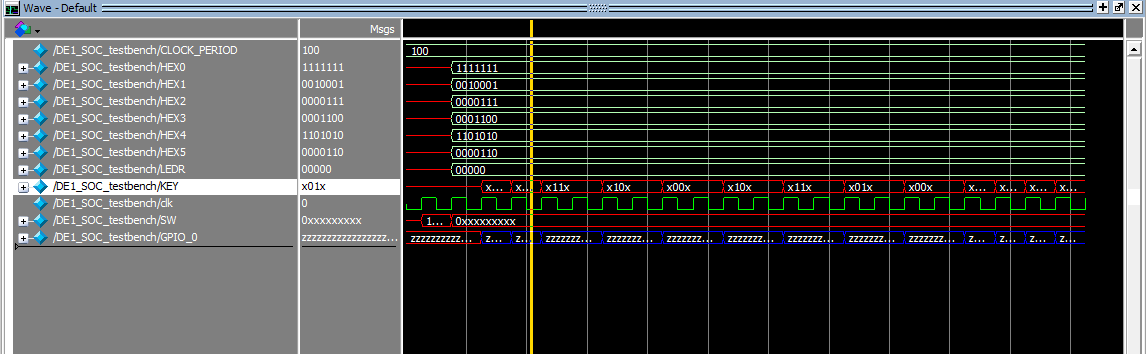 Wave - Default
Msgs
/DE1_SOC_testbench/CLOCK_PERIOD 100 100
/DE1_SOC_testbench/HEX0 1111111 1111111
/DE1_SOC_testbench/HEX1 0010001 0010001
/DE1_SOC_testbench/HEX2 0000111 0000111
/DE1_SOC_testbench/HEX3 0001100 0001100
/DE1_SOC_testbench/HEX4 1101010 1101010
/DE1_SOC_testbench/HEX5 0000110 0000110
/DE1_SOC_testbench/LEDR 00000 00000
/DE1_SOC_testbench/KEY x01x x... x... x11x x10x x00x x10x x11x x01x x00x x... x... x... x...
/DE1_SOC_testbench/clk 0
/DE1_SOC_testbench/SW 0xxxxxxxxx 1... 0xxxxxxxxx
/DE1_SOC_testbench/GPIO_0 zzzzzzzzzzzzzzzzz... zzzzzzzzzz... z... z... zzzzzzz... zzzzzzz... zzzzzzz... zzzzzzz... zzzzzzz... zzzzzzz... zzzzzzz... z... z... z... z...